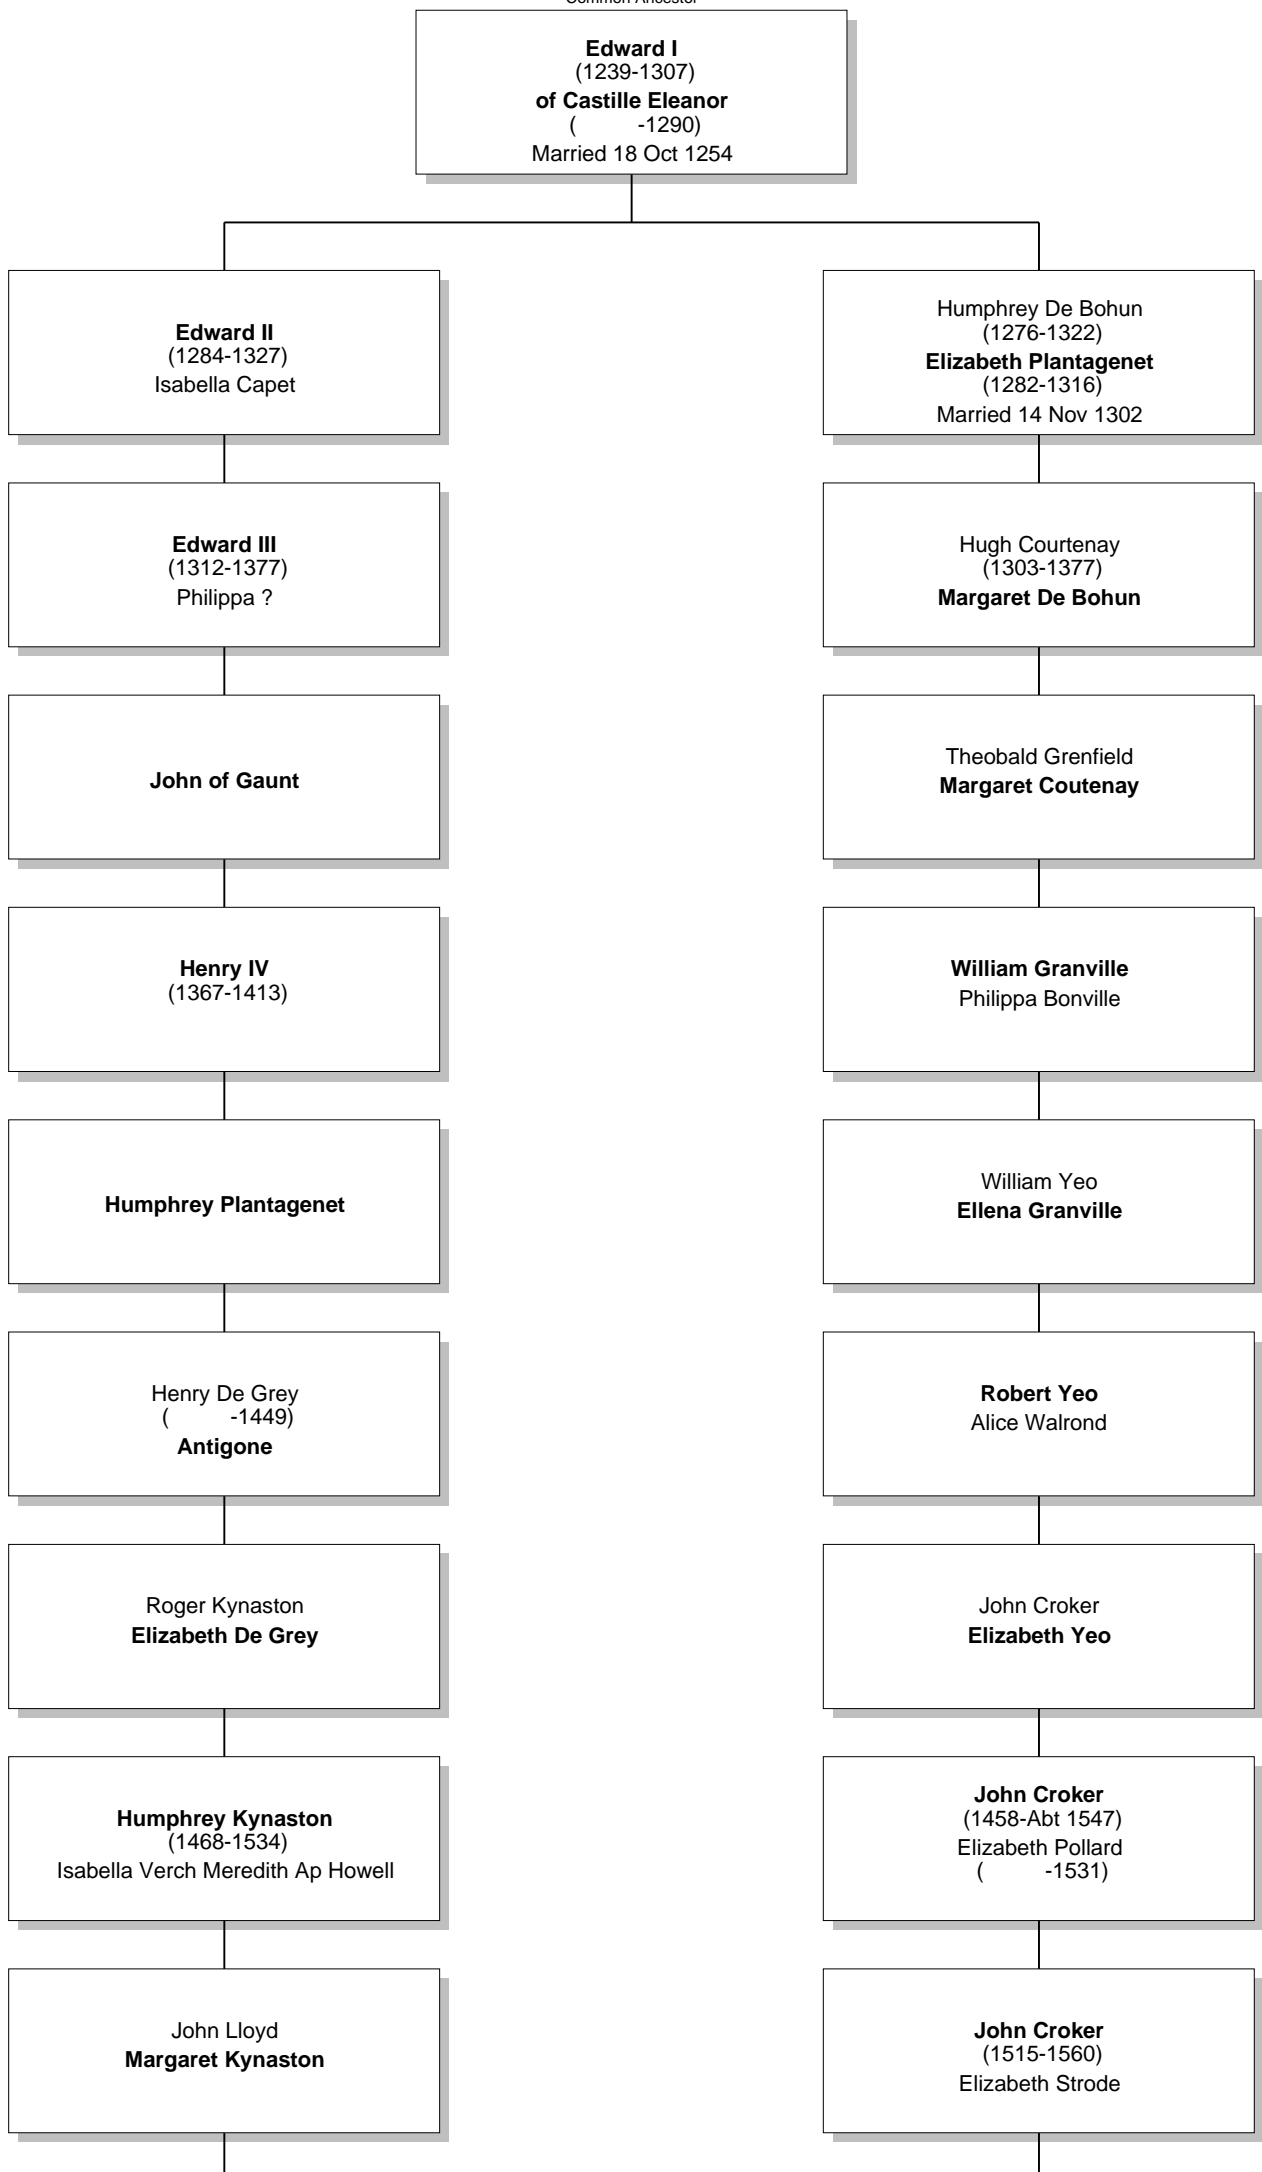 Common Ancestor
Edward I
(1239-1307)
of Castille Eleanor
( -1290)
Married 18 Oct 1254
Edward II
(1284-1327)
Isabella Capet
Humphrey De Bohun
(1276-1322)
Elizabeth Plantagenet
(1282-1316)
Married 14 Nov 1302
Edward III
(1312-1377)
Philippa ?
Hugh Courtenay
(1303-1377)
Margaret De Bohun
John of Gaunt
Theobald Grenfield
Margaret Coutenay
Henry IV
(1367-1413)
William Granville
Philippa Bonville
Humphrey Plantagenet
William Yeo
Ellena Granville
Henry De Grey
( -1449)
Antigone
Robert Yeo
Alice Walrond
Roger Kynaston
Elizabeth De Grey
John Croker
Elizabeth Yeo
Humphrey Kynaston
(1468-1534)
Isabella Verch Meredith Ap Howell
John Croker
(1458-Abt 1547)
Elizabeth Pollard
( -1531)
John Lloyd
Margaret Kynaston
John Croker
(1515-1560)
Elizabeth Strode